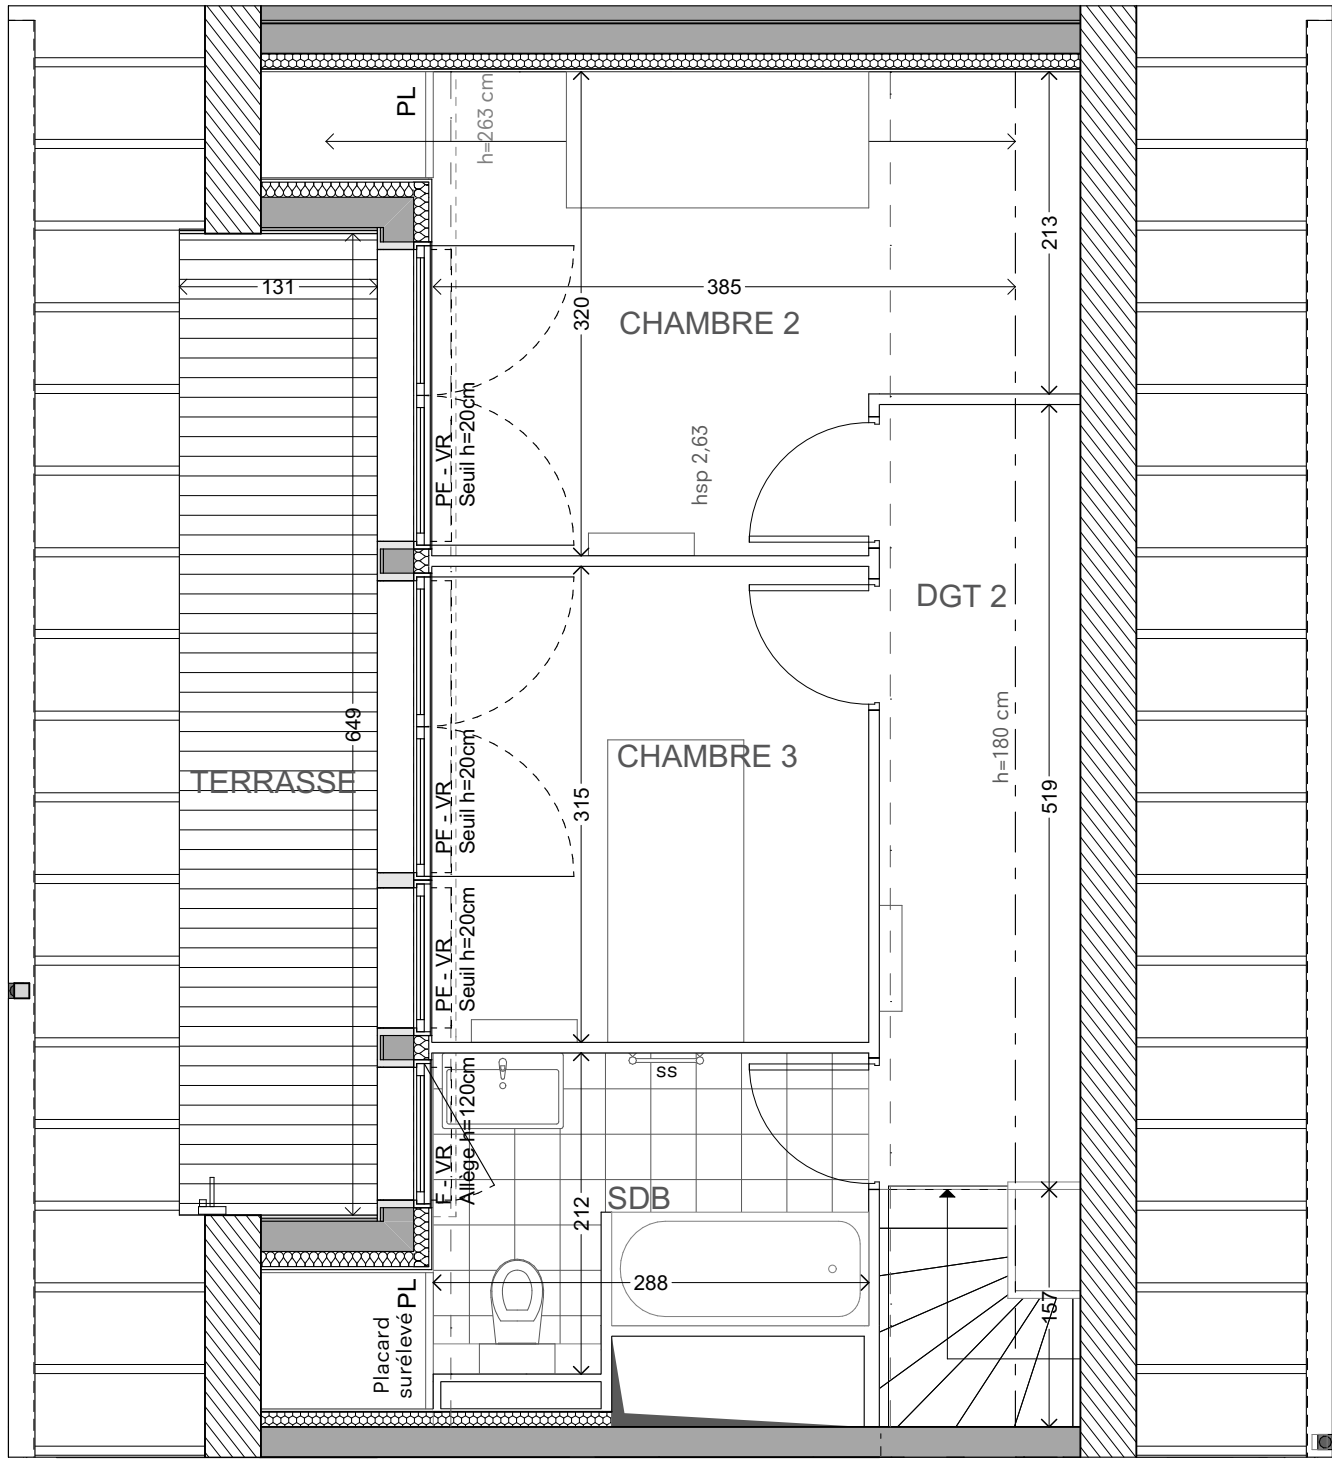 PL
h=263 cm
213
131
385
320
CHAMBRE 2
PE - VR
Seuil h=20cm
hsp 2,63
DGT 2
649
TERRASSE
CHAMBRE 3
h=180 cm
PE - VR
Seuil h=20cm
315
519
PE - VR
Seuil h=20cm
ss
F - VR
Allège h=120cm
SDB
212
288
157
PL
Placard
surélevé